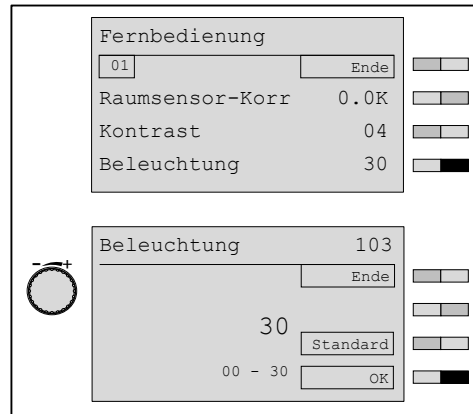 Fernbedienung
01 Ende
Raumsensor-Korr 0.0K
Kontrast 04
Beleuchtung 30
Beleuchtung 103
- +
Ende
30
Standard
00 - 30 OK